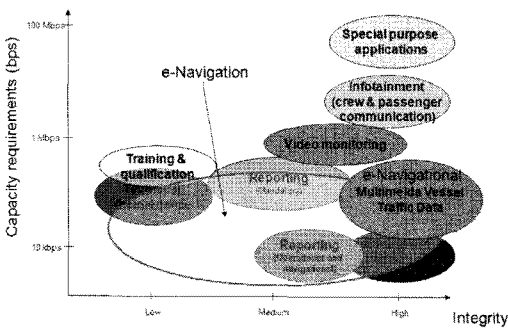 Capacity requirements (bps)
100 Mbps
1 Mbps
10 kbps
e-Navigation
Special purpose
applications
Infotainment
(crew & passenger
communication)
Video monitoring
Training &
qualification
Reporting
e-Navigational
Multimedia Vessel
Traffic Data
Reporting
navigational)
Low
Medium
High
Integrity